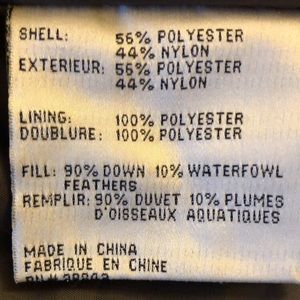 SHELL: 56% POLYESTER
44% NYLON
EXTERIEUR: 56% POLYESTER
44% NYLON
LINING: 100% POLYESTER
DOUBLURE: 100% POLYESTER
FILL: 90% DOWN 10% WATERFOWL
FEATHERS
REMPLIR: 90% DUVET 10% PLUMES
D'OISSEAUX AQUATIQUES
MADE IN CHINA
FABRIQUE EN CHINE